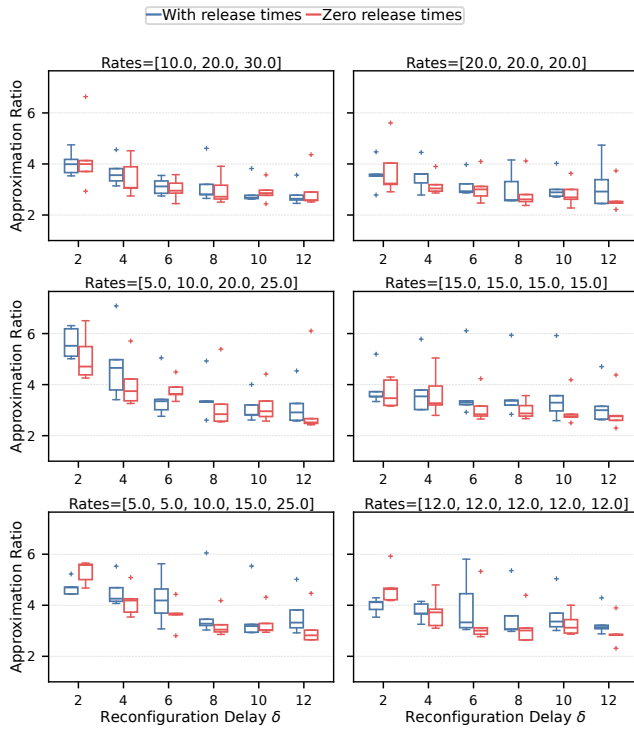 With release times Zero release times
Rates=[10.0, 20.0, 30.0]
Rates=[20.0, 20.0, 20.0]
Approximation Ratio
6
4
2
2 4 6 8 10 12
2 4 6 8 10 12
Rates=[5.0, 10.0, 20.0, 25.0]
Rates=[15.0, 15.0, 15.0, 15.0]
Approximation Ratio
6
4
2
2 4 6 8 10 12
2 4 6 8 10 12
Rates=[5.0, 5.0, 10.0, 15.0, 25.0]
Rates=[12.0, 12.0, 12.0, 12.0, 12.0]
Approximation Ratio
6
4
2
2 4 6 8 10 12
2 4 6 8 10 12
Reconfiguration Delay δ
Reconfiguration Delay δ